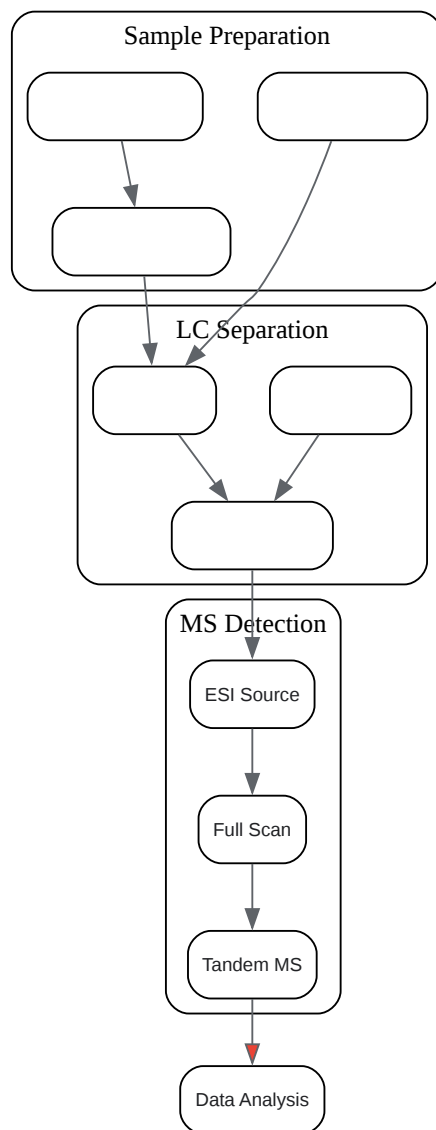 Sample Preparation
LC Separation
MS Detection
ESI Source
Full Scan
Tandem MS
Data Analysis